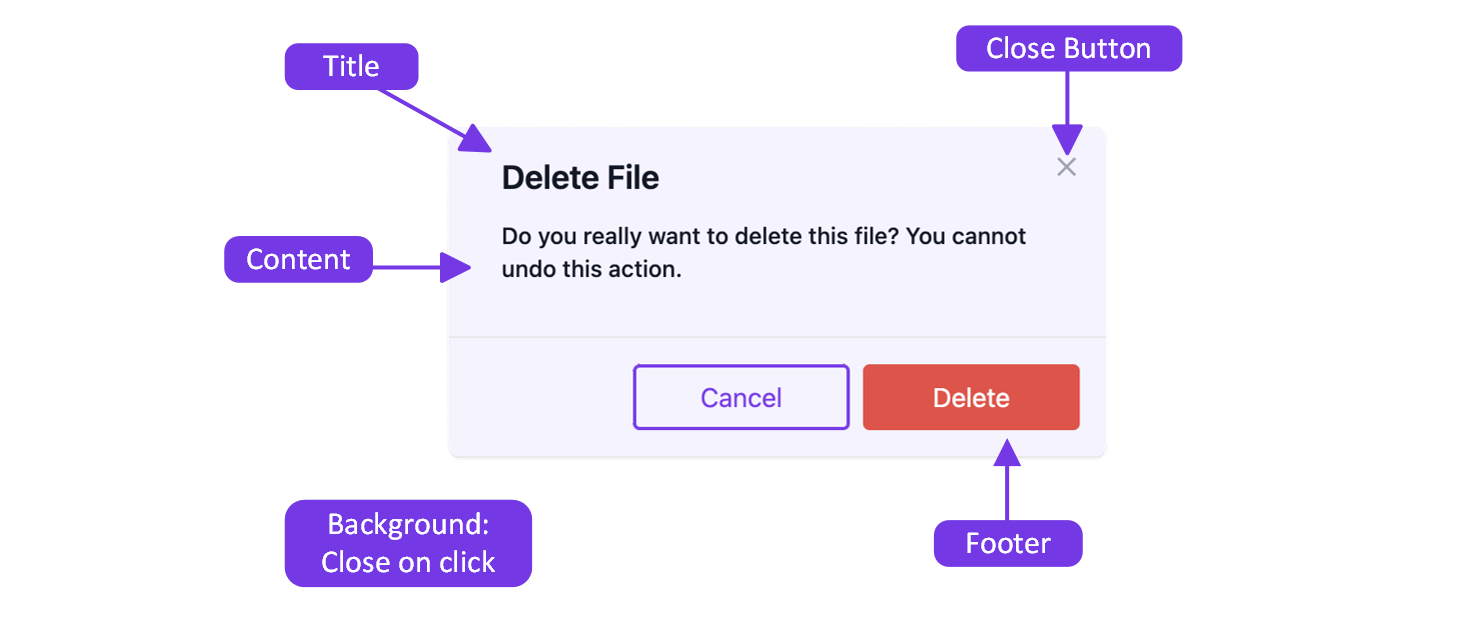 Close Button
Title
Delete File
Do you really want to delete this file? You cannot
undo this action.
Content
Cancel
Delete
Background:
Close on click
Footer